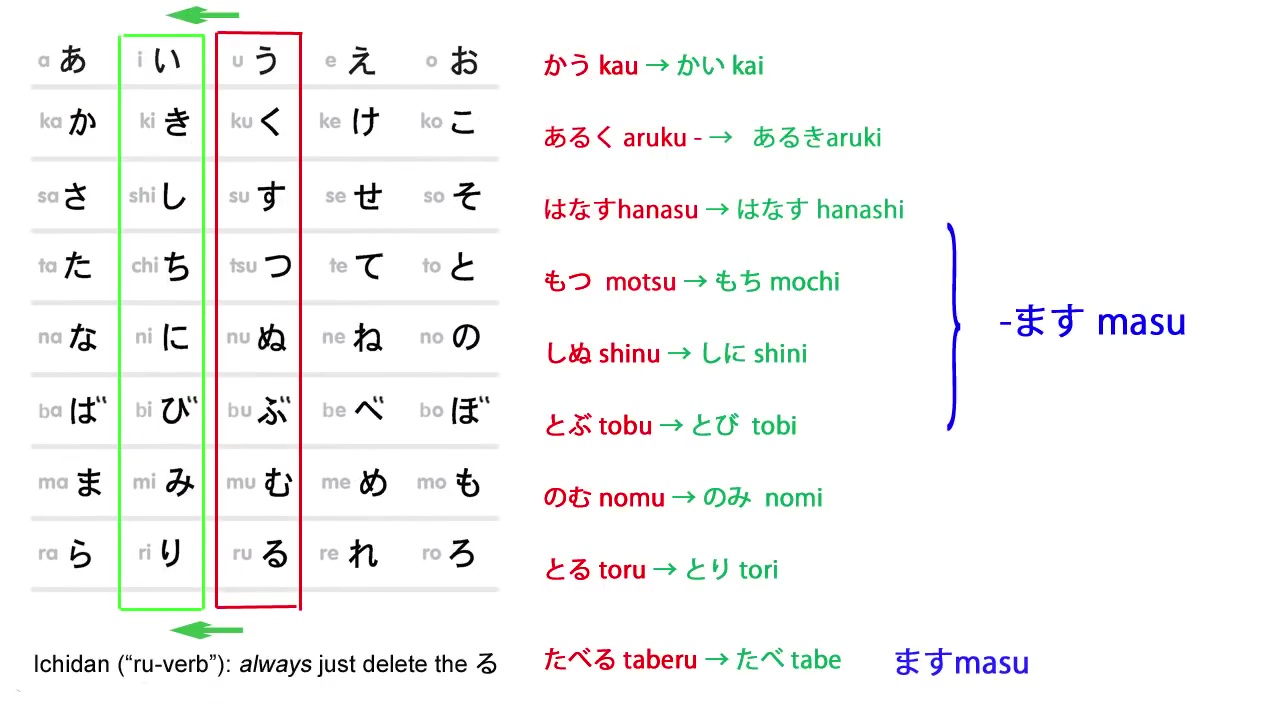 a あ i い u う e え o お
ka か ki き ku く ke け ko こ
sa さ shi し su す se せ so そ
ta た chi ち tsu つ te て to と
na な ni に nu ぬ ne ね no の
ba ば bi び bu ぶ be べ bo ぼ
ma ま mi み mu む me め mo も
ra ら ri り ru る re れ ro ろ
Ichidan (“ru-verb”): always just delete the る
かう kau → かい kai
あるく aruku - → あるきaruki
はなすhanasu → はなす hanashi
もつ motsu → もち mochi
しぬ shinu → しに shini
とぶ tobu → とび tobi
のむ nomu → のみ nomi
とる toru → とり tori
-ます masu
たべる taberu → たべ tabe ますmasu